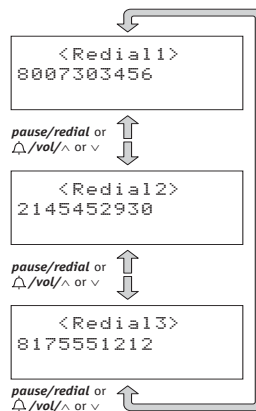 <Redial1>
8007303456
pause/redial or
/vol/∧ or ∨
<Redial2>
2145452930
pause/redial or
/vol/∧ or ∨
<Redial3>
8175551212
pause/redial or
/vol/∧ or ∨